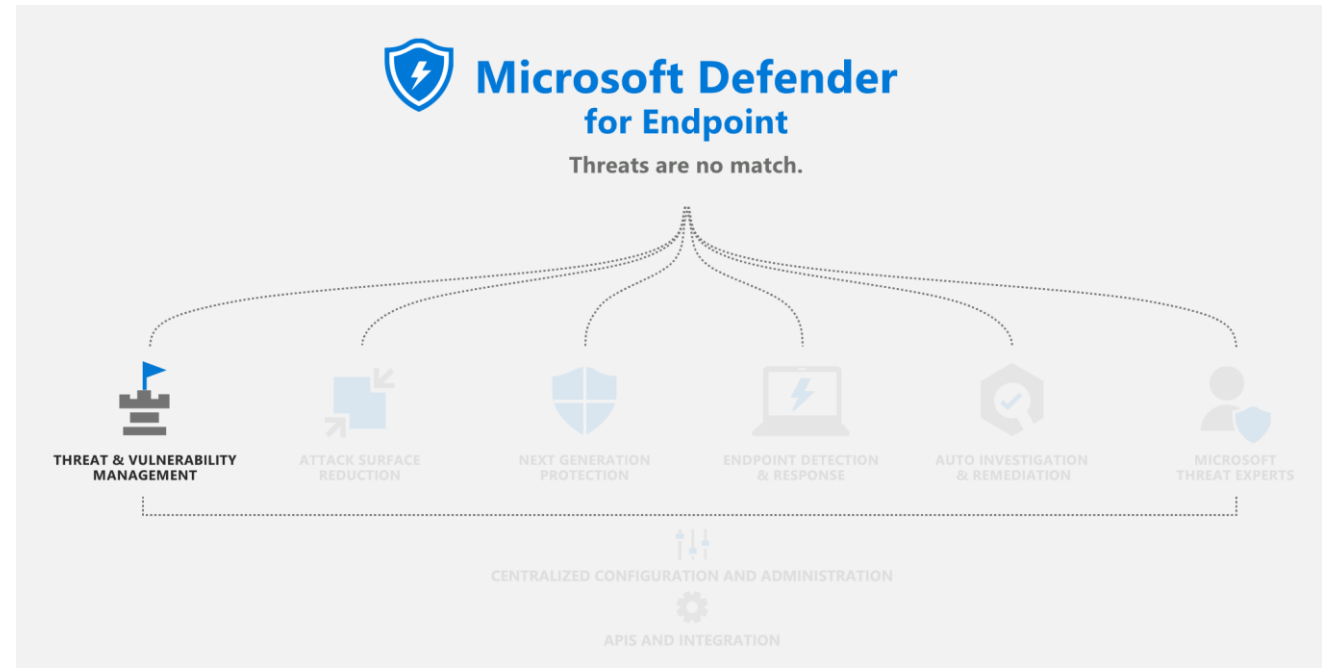 Microsoft Defender
for Endpoint
Threats are no match.
THREAT & VULNERABILITY
MANAGEMENT
ATTACK SURFACE
REDUCTION
NEXT GENERATION
PROTECTION
ENDPOINT DETECTION
& RESPONSE
AUTO INVESTIGATION
& REMEDIATION
MICROSOFT
THREAT EXPERTS
CENTRALIZED CONFIGURATION AND ADMINISTRATION
APIS AND INTEGRATION